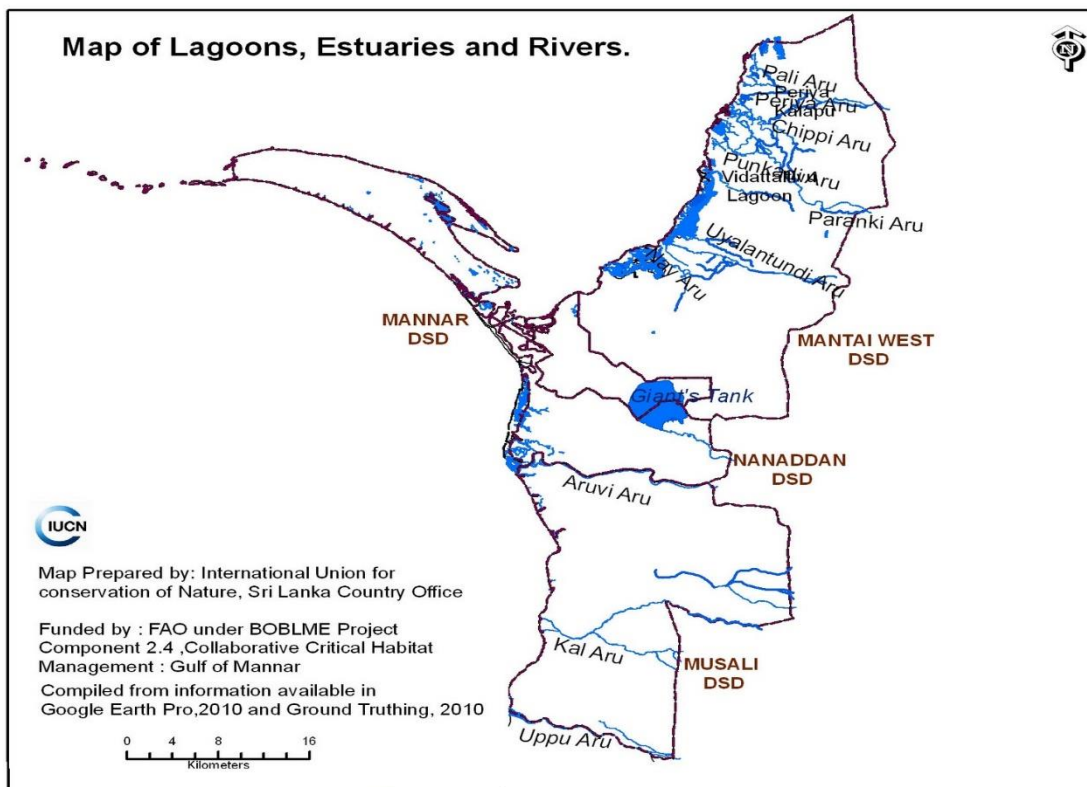 Map of Lagoons, Estuaries and Rivers.
N
Pali Aru
Periya
Periya Aru
Kalapu
Chippi Aru
Aru
Lagoon
Paranki Aru
Uyalantundi Aru
Nay Aru
MANNAR
DSD
MANTAI WEST
DSD
Giant's Tank
NANADDAN
DSD
Aruvi Aru
IUCN
Map Prepared by: International Union for
conservation of Nature, Sri Lanka Country Office
Funded by : FAO under BOBLME Project
Component 2.4 ,Collaborative Critical Habitat
Management : Gulf of Mannar
Compiled from information available in
Google Earth Pro,2010 and Ground Truthing, 2010
Kal Aru
MUSALI
DSD
Uppu Aru
0 4 8 16
Kilometers